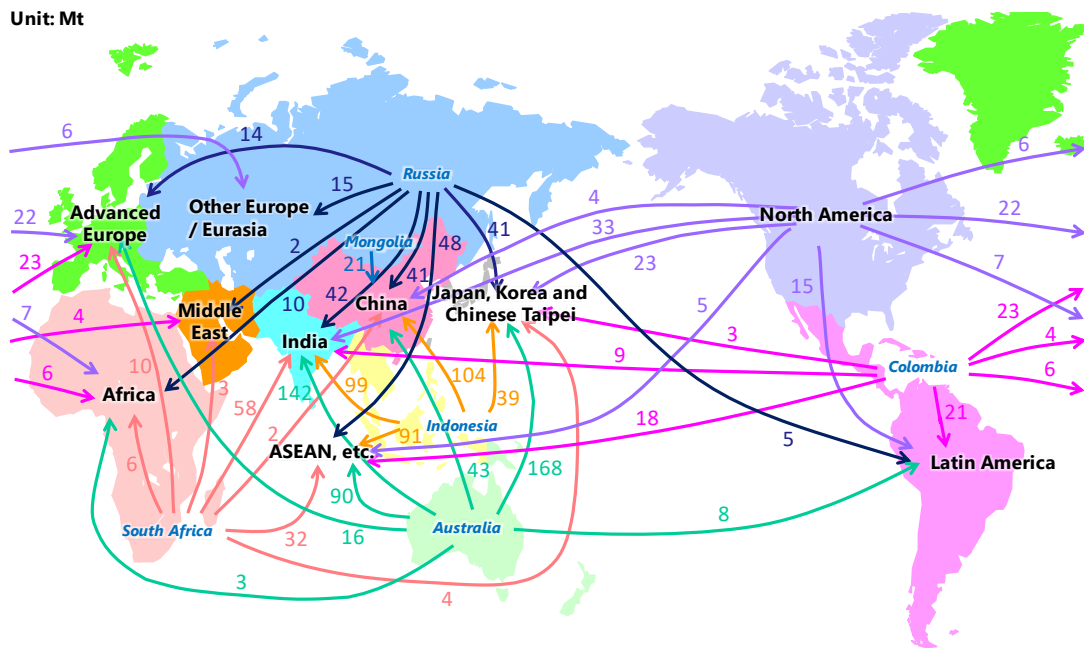 Unit: Mt
6
14
6
Russia
15
4
Advanced
Europe
Other Europe
/ Eurasia
North America
22
33
22
41
2
Mongolia
48
23
21
23
7
41
15
10
42
China
Japan, Korea and
Chinese Taipei
5
23
7
4
Middle
East
India
3
4
9
Colombia
6
10
104
6
Africa
3
142
99
39
58
21
18
Indonesia
2
91
5
ASEAN, etc.
Latin America
6
43
168
90
8
South Africa
32
16
Australia
3
4